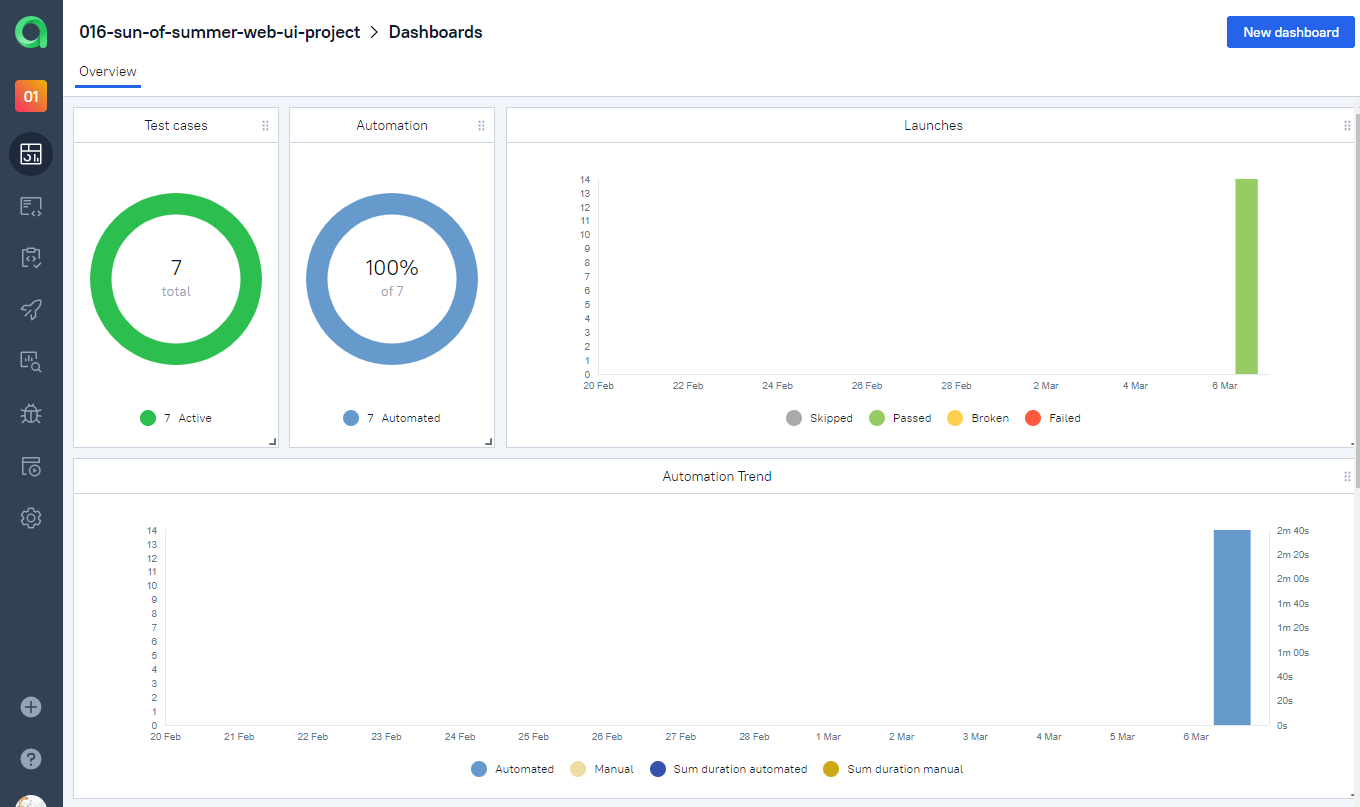 016-sun-of-summer-web-ui-project > Dashboards
New dashboard
Overview
01
Test cases
7
total
7 Active
Automation
100%
of 7
7 Automated
Launches
14
13
12
11
10
9
8
7
6
5
4
3
2
1
0
20 Feb 22 Feb 24 Feb 26 Feb 28 Feb 2 Mar 4 Mar 6 Mar
Skipped Passed Broken Failed
Automation Trend
14
13
12
11
10
9
8
7
6
5
4
3
2
1
0
2m 40s
2m 20s
2m 00s
1m 40s
1m 20s
1m 00s
40s
20s
0s
20 Feb 21 Feb 22 Feb 23 Feb 24 Feb 25 Feb 26 Feb 27 Feb 28 Feb 1 Mar 2 Mar 3 Mar 4 Mar 5 Mar 6 Mar
Automated Manual Sum duration automated Sum duration manual